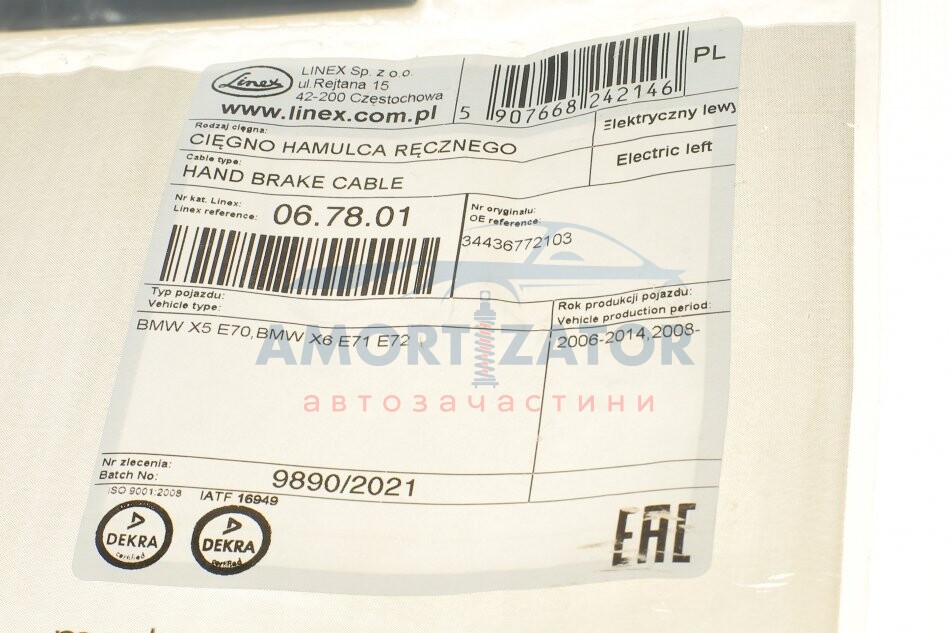 Linex
LINEX Sp. z o.o.
ul.Rejtana 15
42-200 Częstochowa
www.linex.com.pl
5 907668 242146
PL
Rodzaj cięgna:
CIĘGNO HAMULCA RĘCZNEGO
Elektryczny lewy
Cable type:
HAND BRAKE CABLE
Electric left
Nr kat. Linex:
Linex reference:
06.78.01
Nr oryginału:
OE reference:
34436772103
Typ pojazdu:
Vehicle type:
BMW X5 E70,BMW X6 E71 E72
Rok produkcji pojazdu:
Vehicle production period:
2006-2014,2008-
AMORTIZATOR
автозачастини
Nr zlecenia:
Batch No:
9890/2021
ISO 9001:2008
IATF 16949
DEKRA
certified
DEKRA
certified
EAC